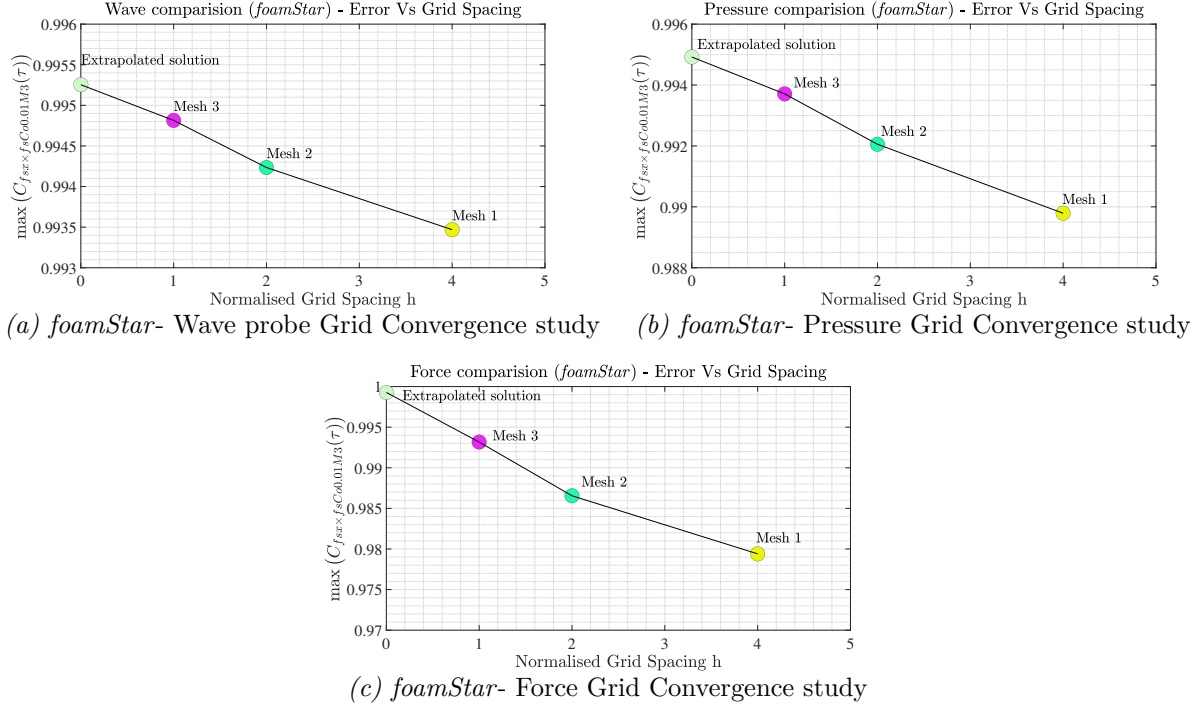 Wave comparision (foamStar) - Error Vs Grid Spacing
max (C_{fsx×fsCo0.01M3}(τ))
0.996
0.9955
0.995
0.9945
0.994
0.9935
0.993
Extrapolated solution
Mesh 3
Mesh 2
Mesh 1
0 1 2 3 4 5
Normalised Grid Spacing h
(a) foamStar- Wave probe Grid Convergence study
Pressure comparision (foamStar) - Error Vs Grid Spacing
max (C_{fsx×fsCo0.01M3}(τ))
0.996
0.994
0.992
0.99
0.988
Extrapolated solution
Mesh 3
Mesh 2
Mesh 1
0 1 2 3 4 5
Normalised Grid Spacing h
(b) foamStar- Pressure Grid Convergence study
Force comparision (foamStar) - Error Vs Grid Spacing
max (C_{fsx×fsCo0.01M3}(τ))
1
0.995
0.99
0.985
0.98
0.975
0.97
Extrapolated solution
Mesh 3
Mesh 2
Mesh 1
0 1 2 3 4 5
Normalised Grid Spacing h
(c) foamStar- Force Grid Convergence study